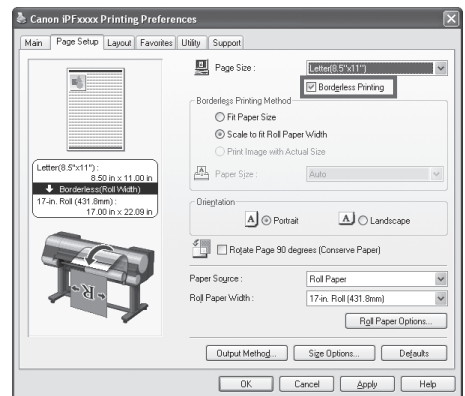 Canon iPFxxxx Printing Preferences
Main Page Setup Layout Favorites Utility Support
Page Size : Letter(8.5"x11")
Borderless Printing
Borderless Printing Method
Fit Paper Size
Scale to fit Roll Paper Width
Print Image with Actual Size
Paper Size : Auto
Letter(8.5"x11") :
8.50 in x 11.00 in
Borderless(Roll Width)
17-in. Roll (431.8mm) :
17.00 in x 22.09 in
Orientation
A Portrait A Landscape
Rotate Page 90 degrees (Conserve Paper)
R
Paper Source : Roll Paper
Roll Paper Width : 17-in. Roll (431.8mm)
Roll Paper Options...
Output Method... Size Options... Defaults
OK Cancel Apply Help